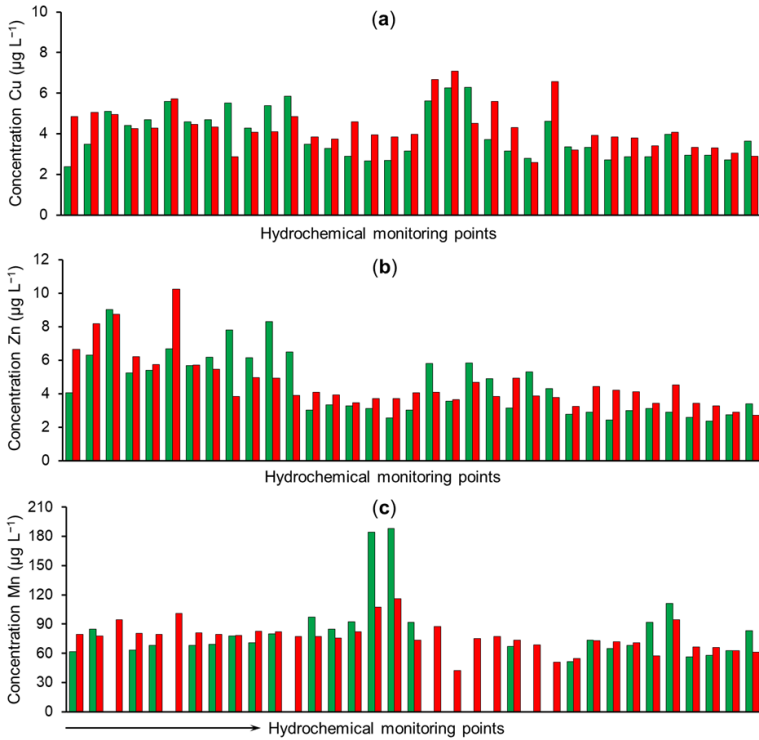 (a)
Concentration Cu (µg L⁻¹)
10
8
6
4
2
0
Hydrochemical monitoring points
(b)
Concentration Zn (µg L⁻¹)
12
10
8
6
4
2
0
Hydrochemical monitoring points
(c)
Concentration Mn (µg L⁻¹)
210
180
150
120
90
60
30
0
Hydrochemical monitoring points